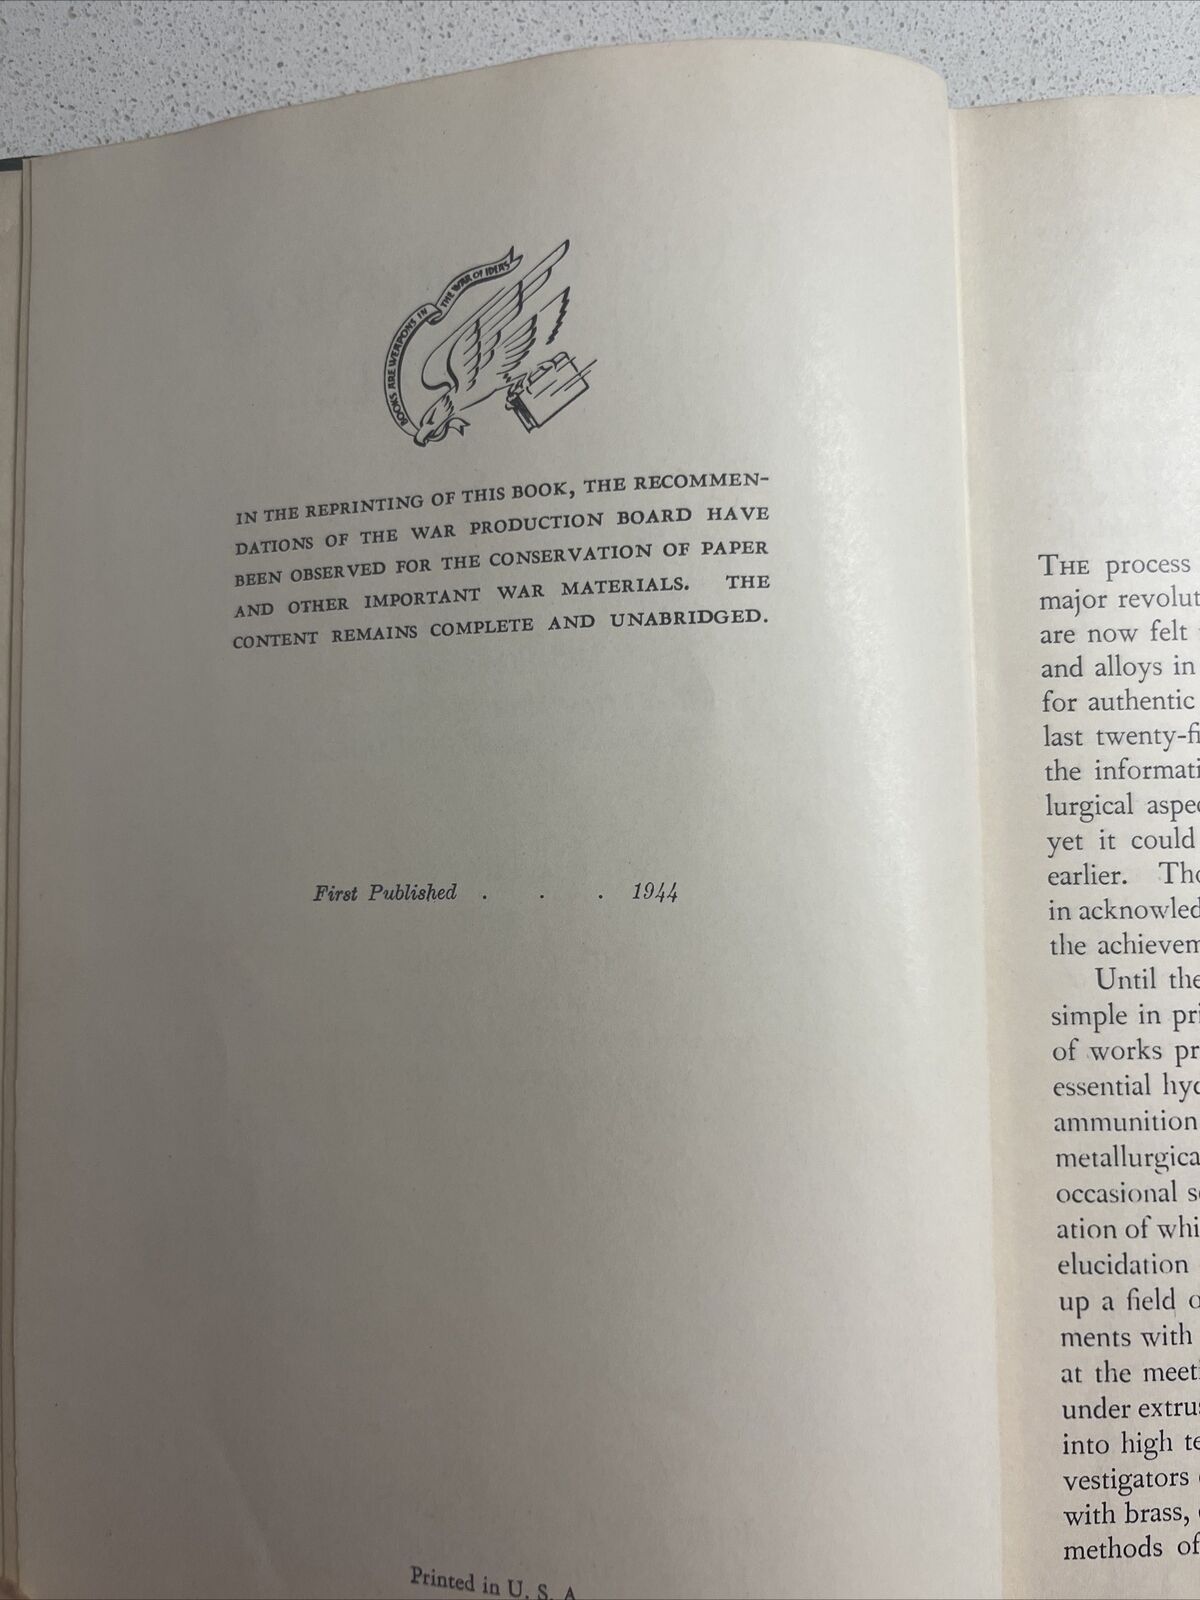 BOOKS ARE WEAPONS IN THE WAR OF IDEAS
IN THE REPRINTING OF THIS BOOK, THE RECOMMEN-
DATIONS OF THE WAR PRODUCTION BOARD HAVE
BEEN OBSERVED FOR THE CONSERVATION OF PAPER
AND OTHER IMPORTANT WAR MATERIALS. THE
CONTENT REMAINS COMPLETE AND UNABRIDGED.
First Published . . . 1944
Printed in U. S. A
THE process
major revolut
are now felt
and alloys in
for authentic
last twenty-fi
the informati
lurgical aspec
yet it could
earlier. Tho
in acknowled
the achievem
Until the
simple in pri
of works pr
essential hyd
ammunition
metallurgica
occasional s
ation of whi
elucidation
up a field o
ments with
at the meet
under extrus
into high te
vestigators
with brass,
methods of